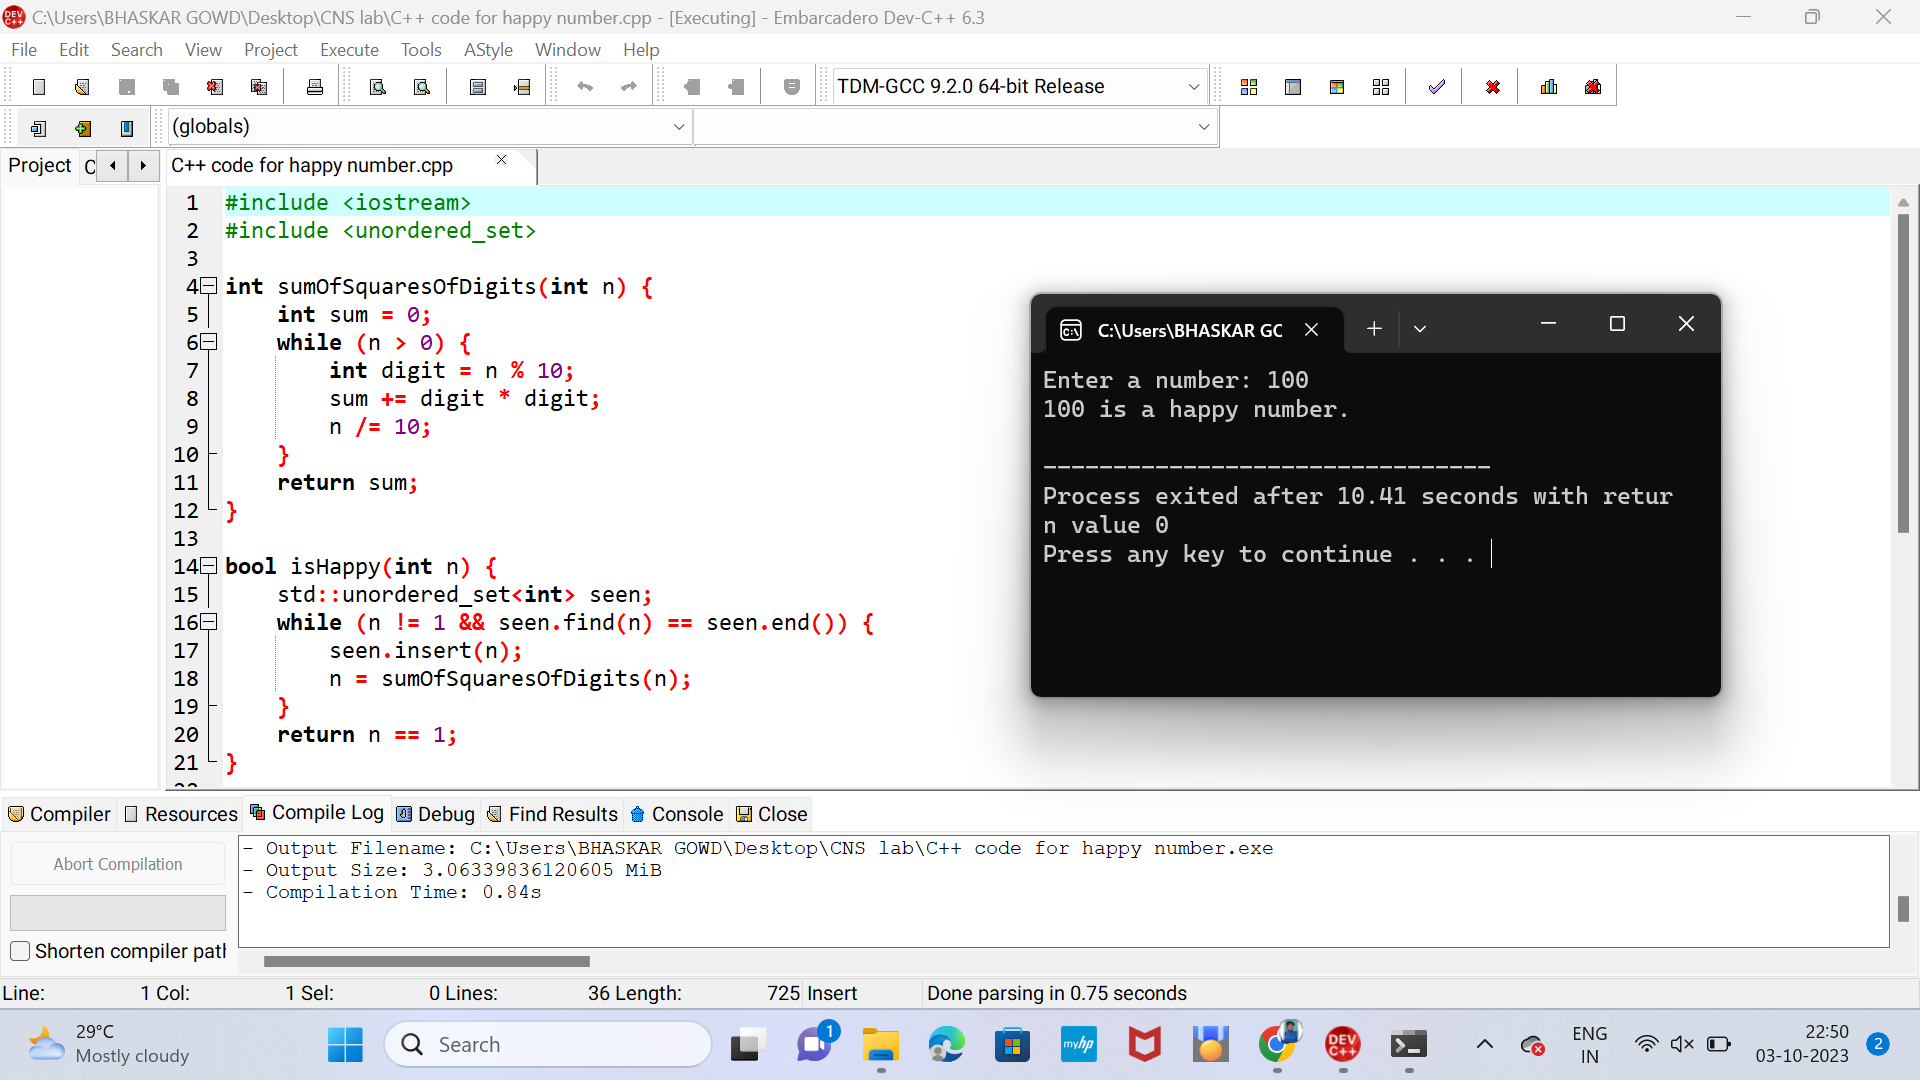 C:\Users\BHASKAR GOWD\Desktop\CNS lab\C++ code for happy number.cpp - [Executing] - Embarcadero Dev-C++ 6.3
File Edit Search View Project Execute Tools AStyle Window Help
TDM-GCC 9.2.0 64-bit Release
(globals)
Project C
C++ code for happy number.cpp
1 #include <iostream>
2 #include <unordered_set>
3
4 int sumOfSquaresOfDigits(int n) {
5 int sum = 0;
6 while (n > 0) {
7 int digit = n % 10;
8 sum += digit * digit;
9 n /= 10;
10 }
11 return sum;
12 }
13
14 bool isHappy(int n) {
15 std::unordered_set<int> seen;
16 while (n != 1 && seen.find(n) == seen.end()) {
17 seen.insert(n);
18 n = sumOfSquaresOfDigits(n);
19 }
20 return n == 1;
21 }
C:\Users\BHASKAR GC
Enter a number: 100
100 is a happy number.
--------------------------------
Process exited after 10.41 seconds with retur
n value 0
Press any key to continue . . .
Compiler Resources Compile Log Debug Find Results Console Close
Abort Compilation
Shorten compiler path
- Output Filename: C:\Users\BHASKAR GOWD\Desktop\CNS lab\C++ code for happy number.exe
- Output Size: 3.06339836120605 MiB
- Compilation Time: 0.84s
Line: 1 Col: 1 Sel: 0 Lines: 36 Length: 725 Insert Done parsing in 0.75 seconds
29°C
Mostly cloudy
Search
1
myhp
DEV
C++
ENG
IN
22:50
03-10-2023
2